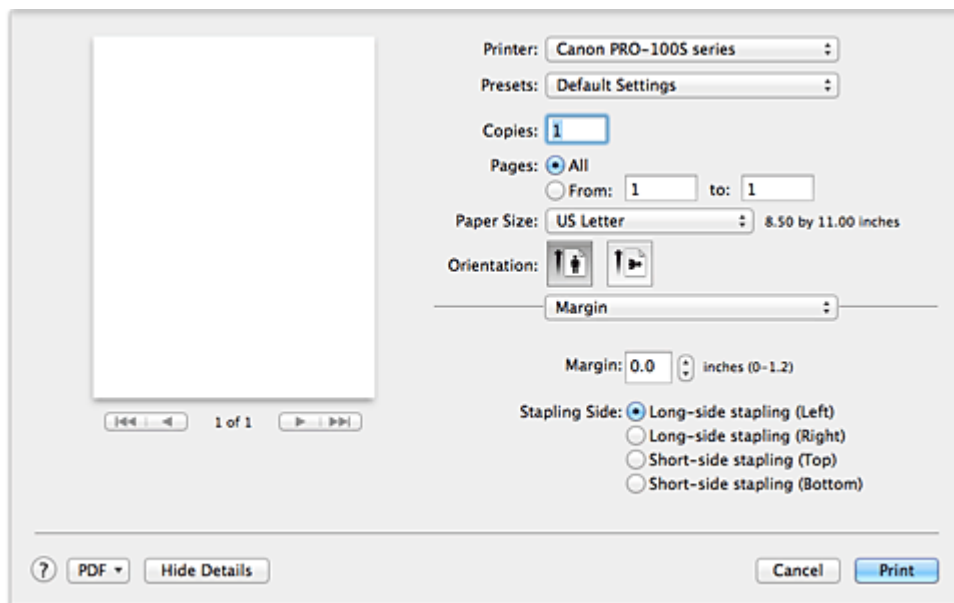 Printer: Canon PRO-100S series
Presets: Default Settings
Copies: 1
Pages: All
From: 1 to: 1
Paper Size: US Letter 8.50 by 11.00 inches
Orientation:
Margin
Margin: 0.0 inches (0-1.2)
1 of 1
Stapling Side: Long-side stapling (Left)
Long-side stapling (Right)
Short-side stapling (Top)
Short-side stapling (Bottom)
? PDF Hide Details Cancel Print